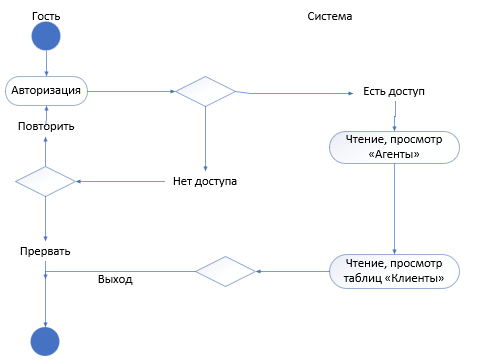 Гость
Система
Авторизация
Есть доступ
Повторить
Чтение, просмотр
«Агенты»
Нет доступа
Прервать
Чтение, просмотр
таблиц «Клиенты»
Выход